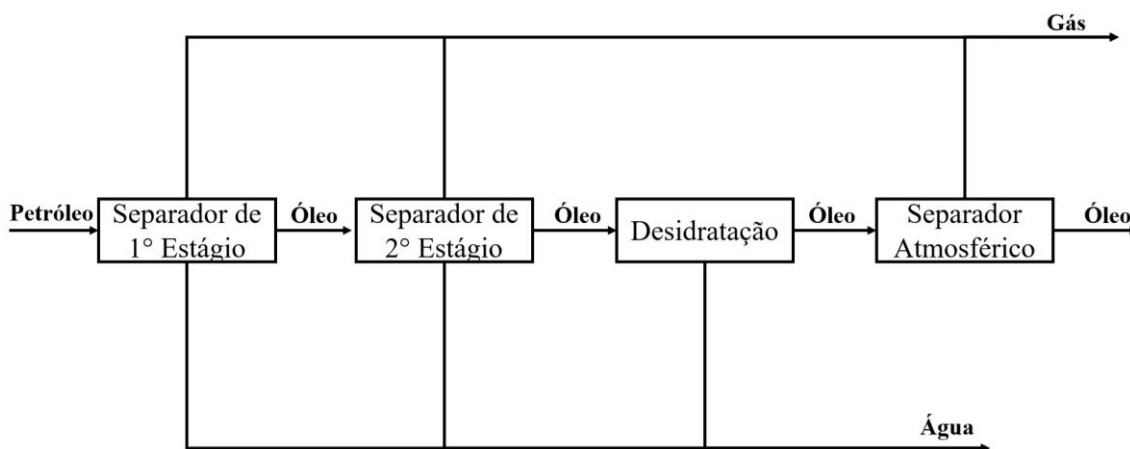 Gás
Petróleo
Separador de
1° Estágio
Óleo
Separador de
2° Estágio
Óleo
Desidratação
Óleo
Separador
Atmosférico
Óleo
Água